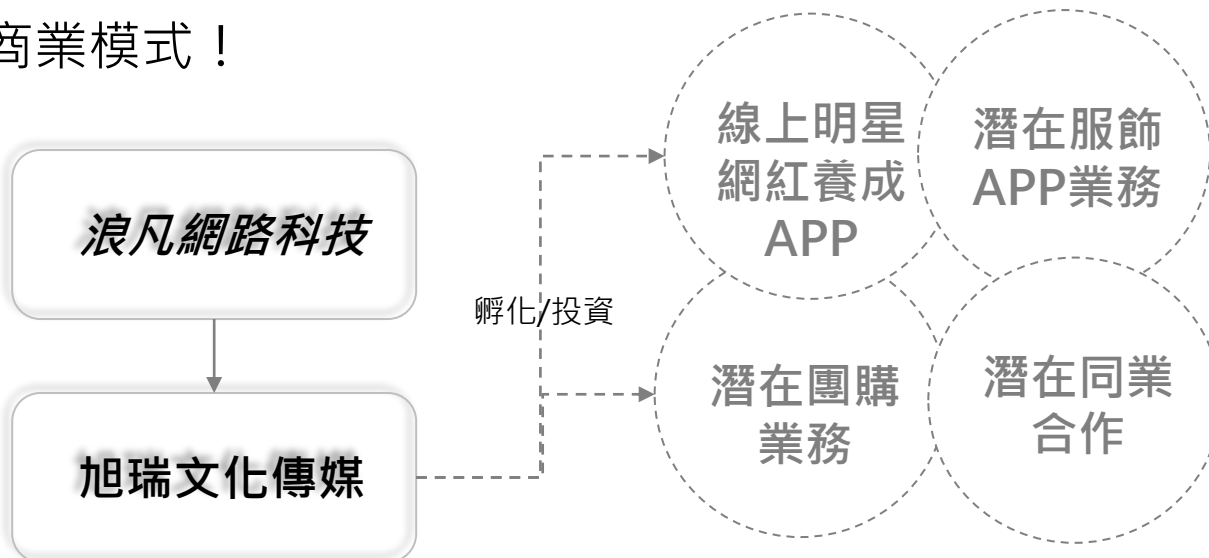 商業模式！
浪凡網路科技
旭瑞文化傳媒
孵化/投資
線上明星
網紅養成
APP
潛在服飾
APP業務
潛在團購
業務
潛在同業
合作